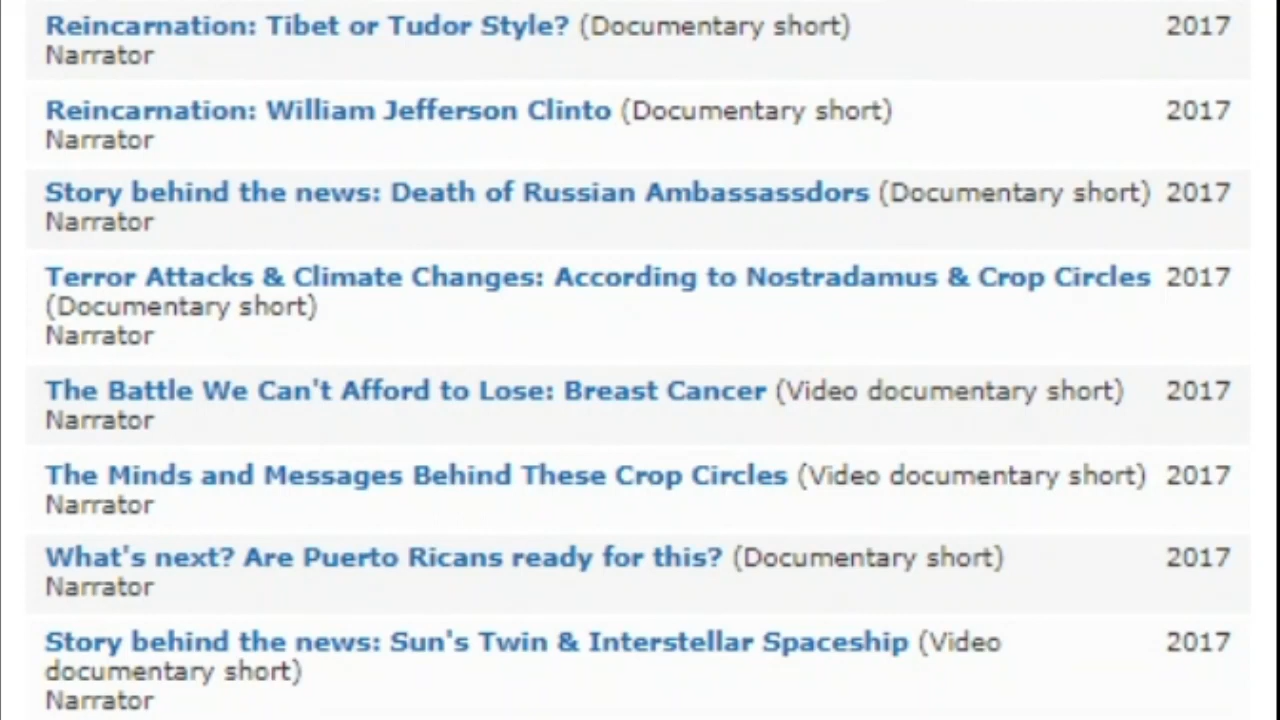 Reincarnation: Tibet or Tudor Style? (Documentary short) 2017
Narrator
Reincarnation: William Jefferson Clinto (Documentary short) 2017
Narrator
Story behind the news: Death of Russian Ambassassdors (Documentary short) 2017
Narrator
Terror Attacks & Climate Changes: According to Nostradamus & Crop Circles 2017
(Documentary short)
Narrator
The Battle We Can't Afford to Lose: Breast Cancer (Video documentary short) 2017
Narrator
The Minds and Messages Behind These Crop Circles (Video documentary short) 2017
Narrator
What's next? Are Puerto Ricans ready for this? (Documentary short) 2017
Narrator
Story behind the news: Sun's Twin & Interstellar Spaceship (Video 2017
documentary short)
Narrator